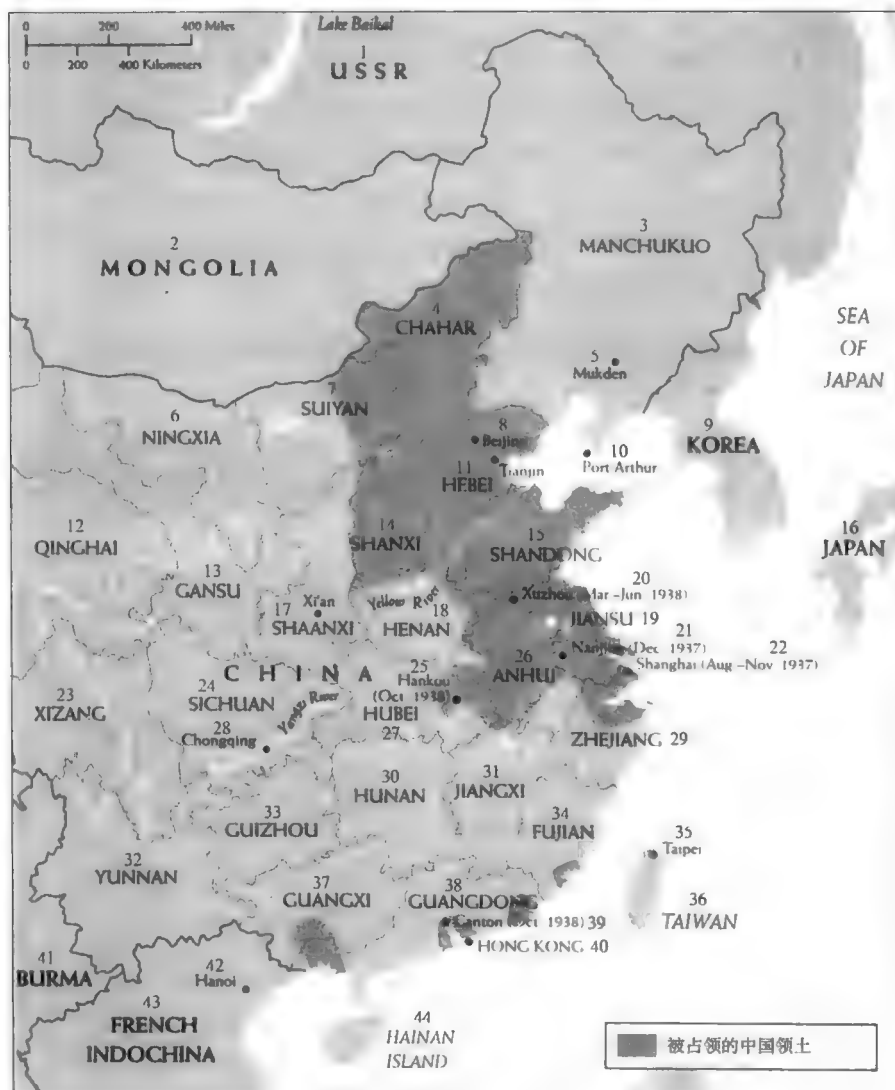 0 200 400 Miles
0 200 400 Kilometers
Lake Baikal
1
USSR
2
MONGOLIA
3
MANCHUKUO
4
CHAHAR
SEA
OF
JAPAN
5
Mukden
6
NINGXIA
7
SUIYAN
8
Beijing
9
KOREA
10
Port Arthur
Tianjin
11
HEBEI
12
QINGHAI
13
GANSU
14
SHANXI
15
SHANDONG
16
JAPAN
17
Xi'an
SHAANXI
Yellow River
18
HENAN
20
Xuzhou (Mar-Jun 1938)
JIANSU 19
21
Nanjing (Dec 1937)
22
Shanghai (Aug-Nov 1937)
CHINA
23
XIZANG
24
SICHUAN
25
Hankou
(Oct 1938)
HUBEI
27
26
ANHUI
Yangzi River
28
Chongqing
ZHEJIANG 29
30
HUNAN
31
JIANGXI
32
YUNNAN
33
GUIZHOU
34
FUJIAN
35
Taipei
36
TAIWAN
37
GUANGXI
38
GUANGDONG
Canton (Oct 1938) 39
HONG KONG 40
41
BURMA
42
Hanoi
43
FRENCH
INDOCHINA
44
HAINAN
ISLAND
被占领的中国领土